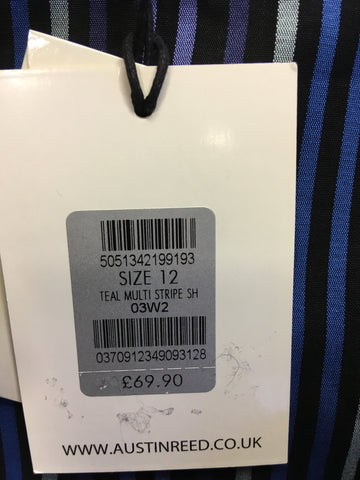 5051342199193
SIZE 12
TEAL MULTI STRIPE SH
03W2
0370912349093128
£69.90
WWW.AUSTINREED.CO.UK